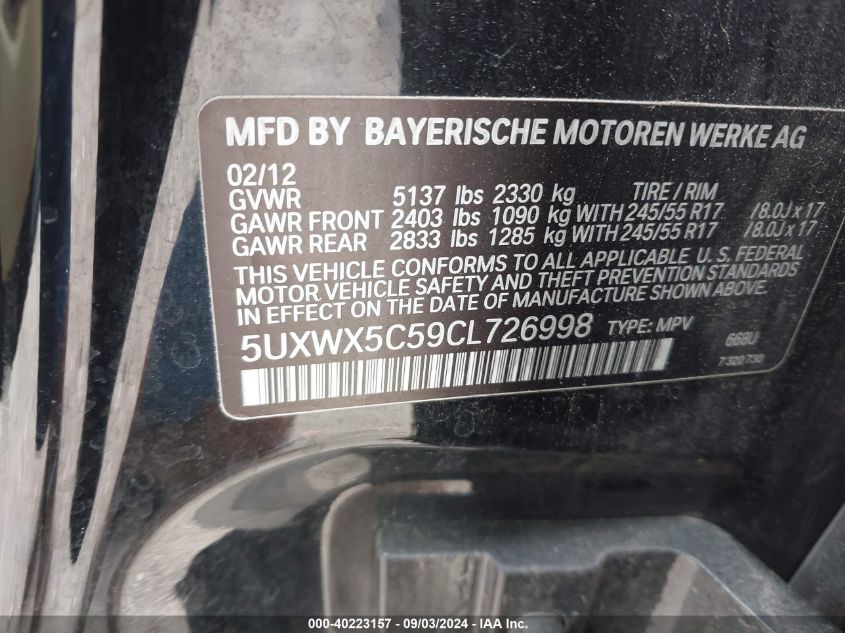 MFD BY BAYERISCHE MOTOREN WERKE AG
02/12
GVWR 5137 lbs 2330 kg TIRE / RIM
GAWR FRONT 2403 lbs 1090 kg WITH 245/55 R17 /8.0J x 17
GAWR REAR 2833 lbs 1285 kg WITH 245/55 R17 /8.0J x 17
THIS VEHICLE CONFORMS TO ALL APPLICABLE U. S. FEDERAL
MOTOR VEHICLE SAFETY AND THEFT PREVENTION STANDARDS
IN EFFECT ON THE DATE OF MANUFACTURE SHOWN ABOVE.
5UXWX5C59CL726998 TYPE: MPV 668U
7320730
000-40223157 - 09/03/2024 - IAA Inc.